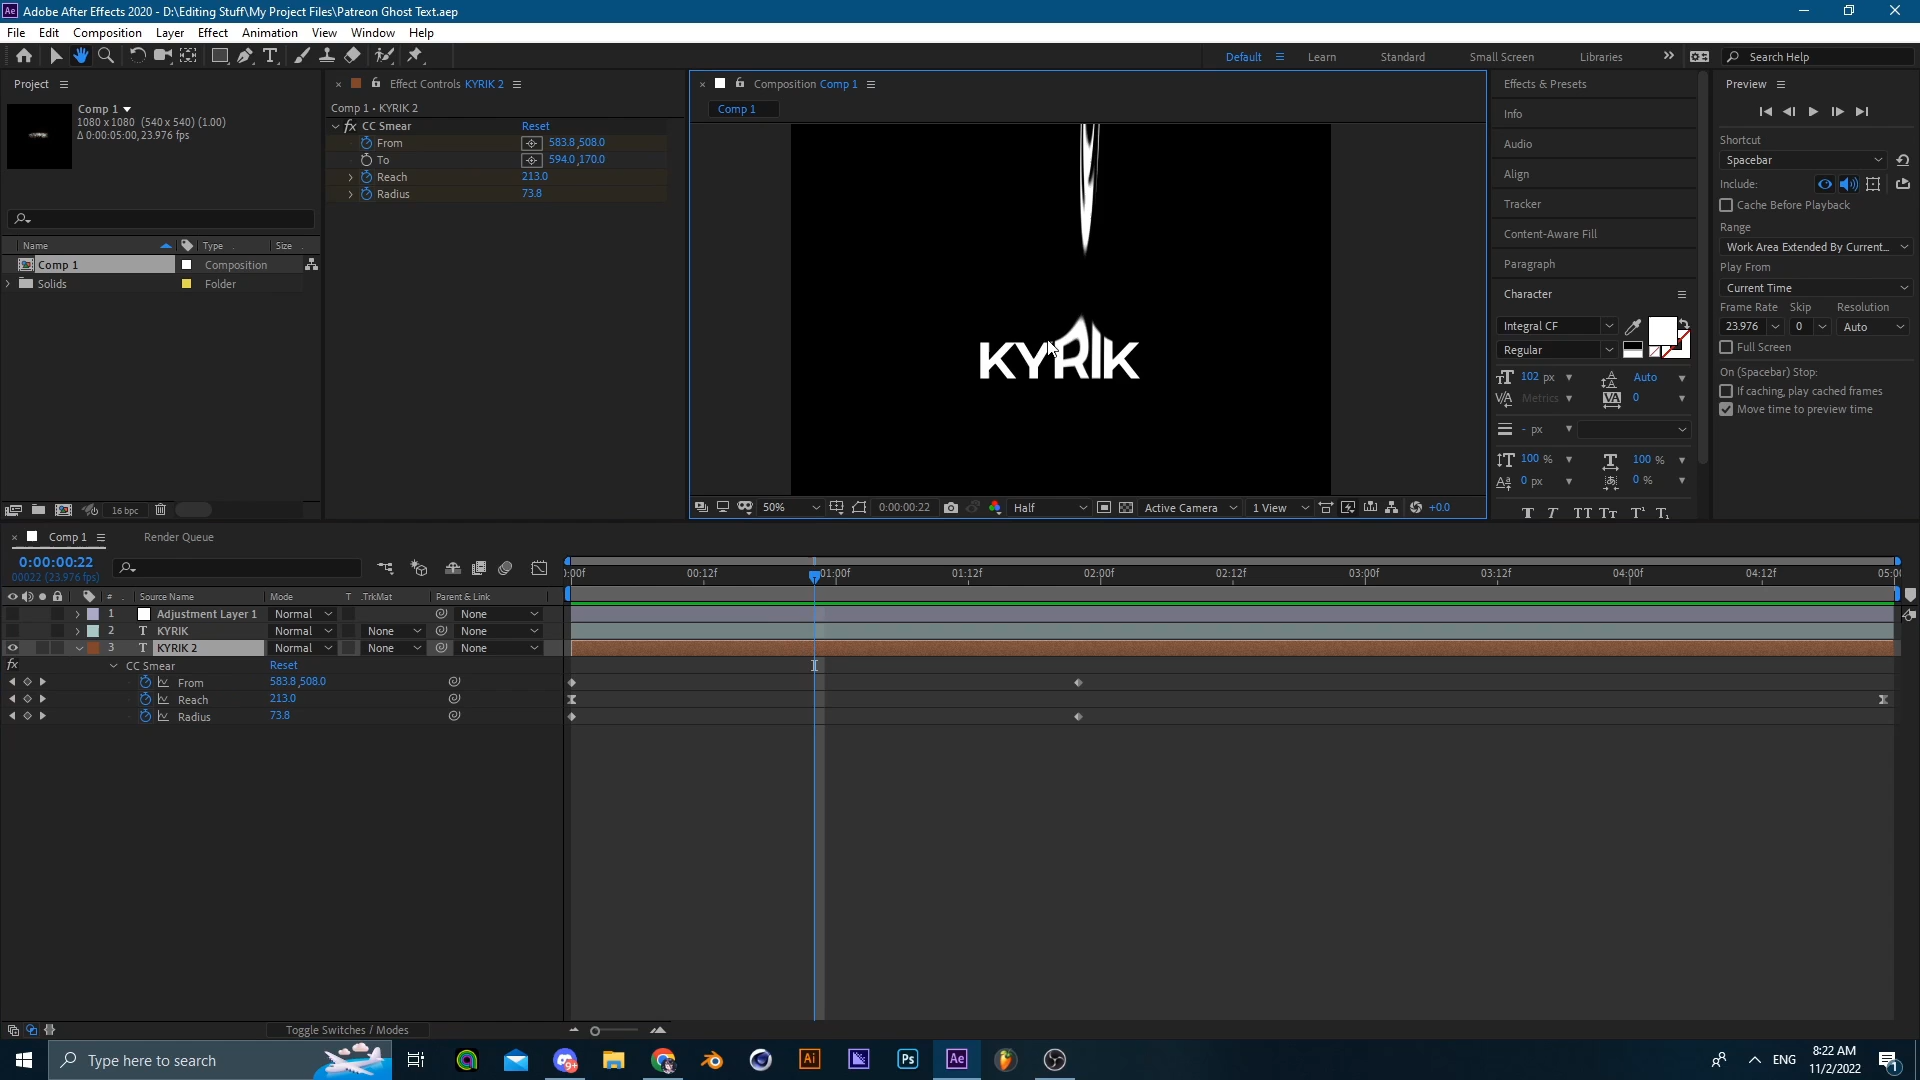 Adobe After Effects 2020 - D:\Editing Stuff\My Project Files\Patreon Ghost Text.aep
File Edit Composition Layer Effect Animation View Window Help
Default Learn Standard Small Screen Libraries Search Help
Project
Comp 1
1080 x 1080 (540 x 540) (1.00)
Δ 0:00:05:00, 23.976 fps
Name Type Size
Comp 1 Composition
Solids Folder
16 bpc
Effect Controls KYRIK 2
Comp 1 • KYRIK 2
fx CC Smear Reset
From 583.8,508.0
To 594.0,170.0
Reach 213.0
Radius 73.8
Composition Comp 1
Comp 1
KYRIK
50% 0:00:00:22 Half Active Camera 1 View +0.0
Effects & Presets
Info
Audio
Align
Tracker
Content-Aware Fill
Paragraph
Character
Integral CF
Regular
102 px Auto
Metrics 0
- px
100 % 100 %
0 px 0 %
Preview
Shortcut
Spacebar
Include:
Cache Before Playback
Range
Work Area Extended By Current...
Play From
Current Time
Frame Rate Skip Resolution
23.976 0 Auto
Full Screen
On (Spacebar) Stop:
If caching, play cached frames
Move time to preview time
Comp 1 Render Queue
0:00:00:22
00022 (23.976 fps)
:00f 00:12f 01:00f 01:12f 02:00f 02:12f 03:00f 03:12f 04:00f 04:12f 05:00
# Source Name Mode T .TrkMat Parent & Link
1 Adjustment Layer 1 Normal None
2 T KYRIK Normal None None
3 T KYRIK 2 Normal None None
fx CC Smear Reset
From 583.8,508.0
Reach 213.0
Radius 73.8
Toggle Switches / Modes
Type here to search
9+
Ai
Ps
Ae
ENG
8:22 AM
11/2/2022
1